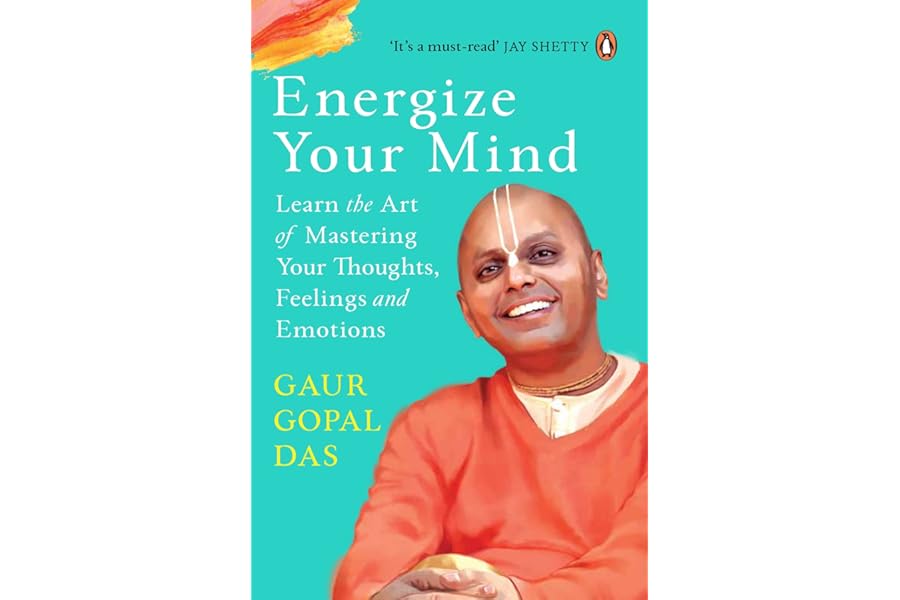 ‘It’s a must-read’ JAY SHETTY
Energize
Your Mind
Learn the Art
of Mastering
Your Thoughts,
Feelings and
Emotions
GAUR
GOPAL
DAS